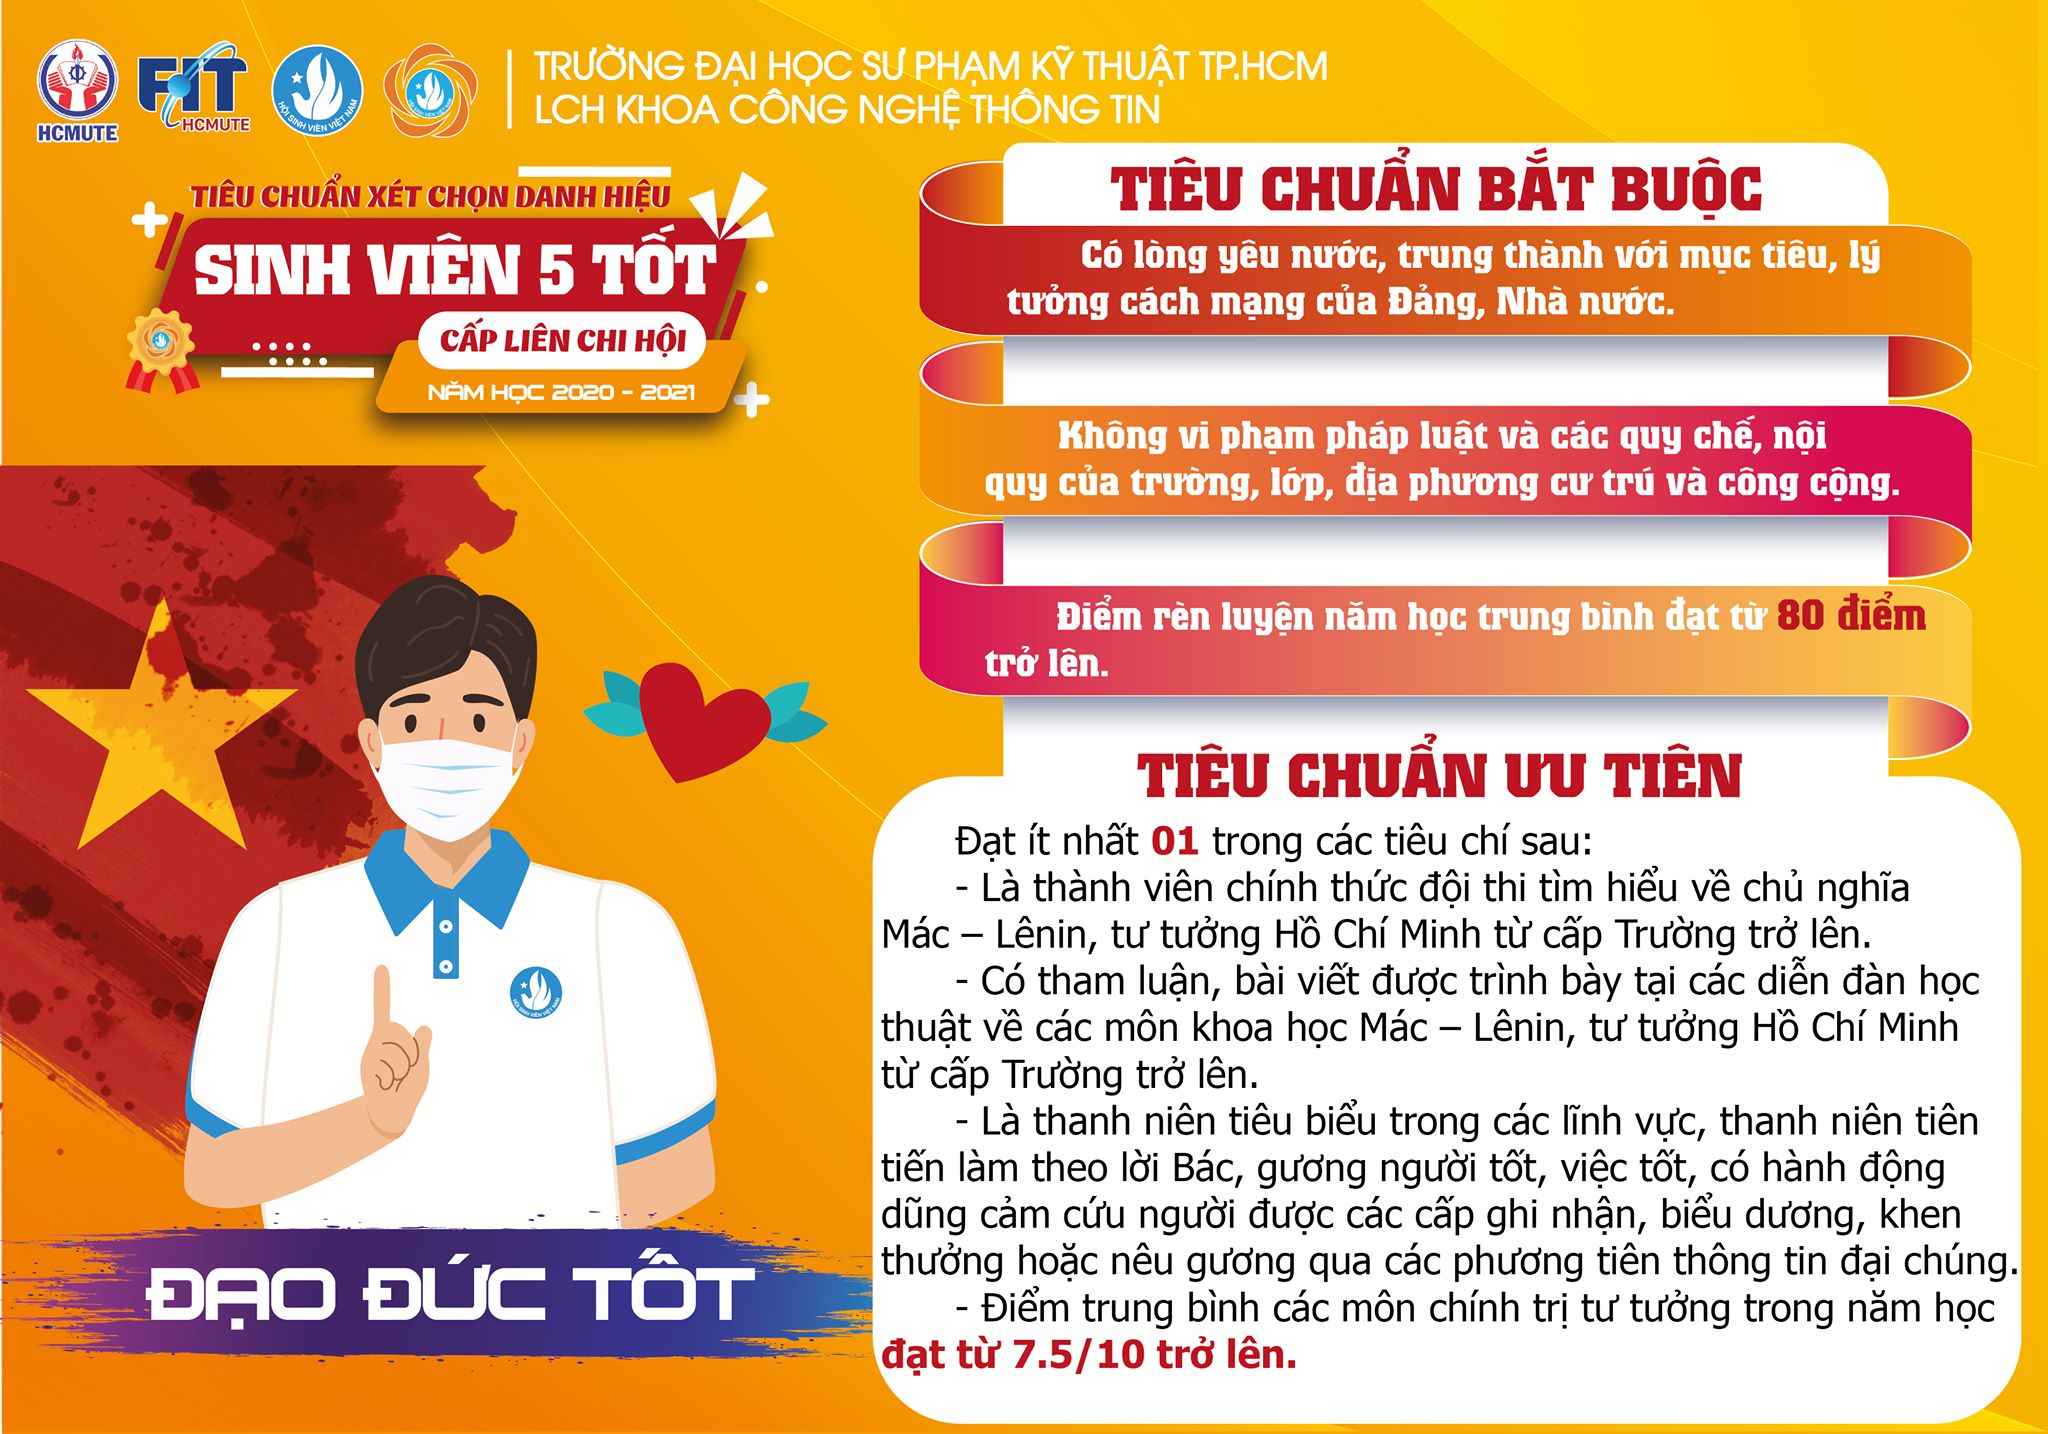 HCMUTE
FIT
HCMUTE
HỘI SINH VIÊN VIỆT NAM
TRƯỜNG ĐẠI HỌC SƯ PHẠM KỸ THUẬT TP.HCM
LCH KHOA CÔNG NGHỆ THÔNG TIN
TIÊU CHUẨN XÉT CHỌN DANH HIỆU
SINH VIÊN 5 TỐT
CẤP LIÊN CHI HỘI
NĂM HỌC 2020 - 2021
TIÊU CHUẨN BẮT BUỘC
Có lòng yêu nước, trung thành với mục tiêu, lý
tưởng cách mạng của Đảng, Nhà nước.
Không vi phạm pháp luật và các quy chế, nội
quy của trường, lớp, địa phương cư trú và công cộng.
Điểm rèn luyện năm học trung bình đạt từ 80 điểm
trở lên.
TIÊU CHUẨN ƯU TIÊN
Đạt ít nhất 01 trong các tiêu chí sau:
- Là thành viên chính thức đội thi tìm hiểu về chủ nghĩa
Mác – Lênin, tư tưởng Hồ Chí Minh từ cấp Trường trở lên.
- Có tham luận, bài viết được trình bày tại các diễn đàn học
thuật về các môn khoa học Mác – Lênin, tư tưởng Hồ Chí Minh
từ cấp Trường trở lên.
- Là thanh niên tiêu biểu trong các lĩnh vực, thanh niên tiên
tiến làm theo lời Bác, gương người tốt, việc tốt, có hành động
dũng cảm cứu người được các cấp ghi nhận, biểu dương, khen
thưởng hoặc nêu gương qua các phương tiên thông tin đại chúng.
- Điểm trung bình các môn chính trị tư tưởng trong năm học
đạt từ 7.5/10 trở lên.
HỘI SINH VIÊN VIỆT NAM
ĐẠO ĐỨC TỐT